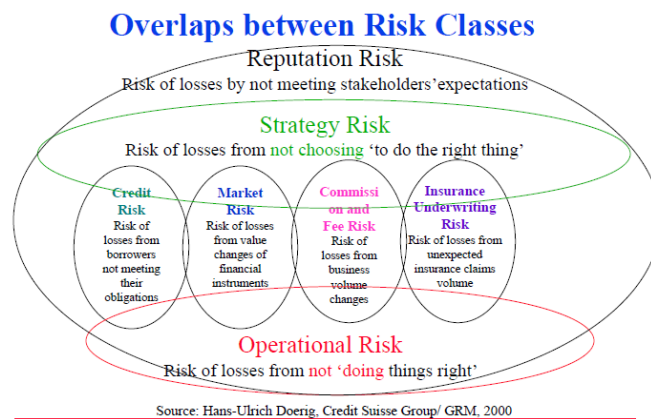 Overlaps between Risk Classes
Reputation Risk
Risk of losses by not meeting stakeholders'expectations
Strategy Risk
Risk of losses from not choosing 'to do the right thing'
Credit
Risk
Risk of
losses from
borrowers
not meeting
their
obligations
Market
Risk
Risk of losses
from value
changes of
financial
instruments
Commissi
on and
Fee Risk
Risk of
losses from
business
volume
changes
Insurance
Underwriting
Risk
Risk of losses from
unexpected
insurance claims
volume
Operational Risk
Risk of losses from not 'doing things right'
Source: Hans-Ulrich Doerig, Credit Suisse Group/ GRM, 2000